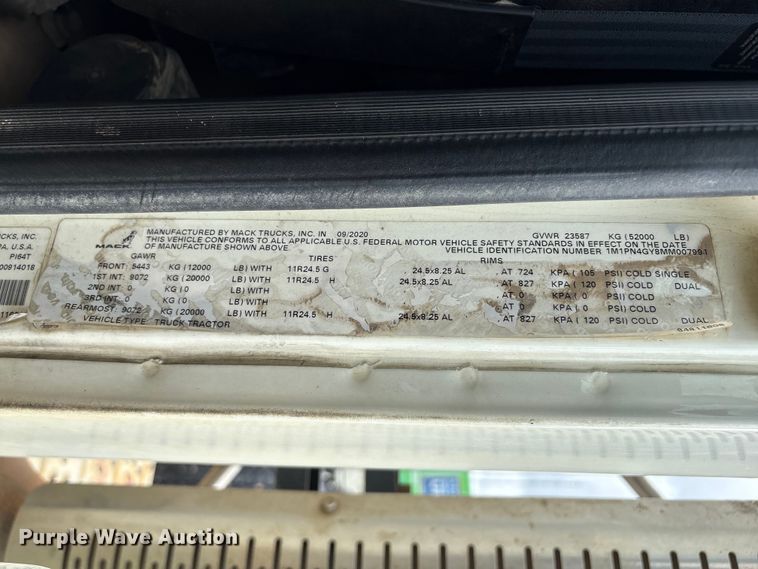 MANUFACTURED BY MACK TRUCKS, INC. IN 09/2020 GVWR 23587 KG (52000 LB)
THIS VEHICLE CONFORMS TO ALL APPLICABLE U.S. FEDERAL MOTOR VEHICLE SAFETY STANDARDS IN EFFECT ON THE DATE
OF MANUFACTURE SHOWN ABOVE. VEHICLE IDENTIFICATION NUMBER 1M1PN4GY8MM007991
MACK
GAWR TIRES RIMS
FRONT: 5443 KG (12000 LB) WITH 11R24.5 G 24.5x8.25 AL AT 724 KPA ( 105 PSI) COLD SINGLE
1ST INT: 9072 KG (20000 LB) WITH 11R24.5 H 24.5x8.25 AL AT 827 KPA ( 120 PSI) COLD DUAL
2ND INT: 0 KG ( 0 LB) WITH AT 0 KPA ( 0 PSI) COLD
3RD INT: 0 KG ( 0 LB) WITH AT 0 KPA ( 0 PSI) COLD
REARMOST: 9072 KG (20000 LB) WITH 11R24.5 H 24.5x8.25 AL AT 827 KPA ( 120 PSI) COLD DUAL
VEHICLE TYPE: TRUCK TRACTOR
UCKS, INC.
PA, U.S.A.
PI64T
00914018
Purple Wave Auction